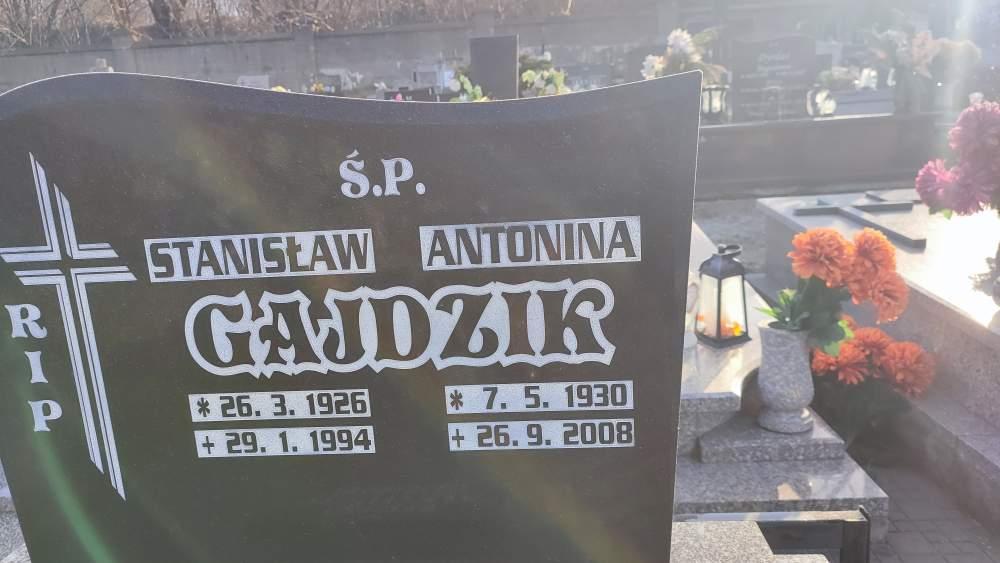 Ś.P.
STANISŁAW ANTONINA
GAJDZIK
* 26. 3. 1926 * 7. 5. 1930
+ 29. 1. 1994 + 26. 9. 2008
RIP